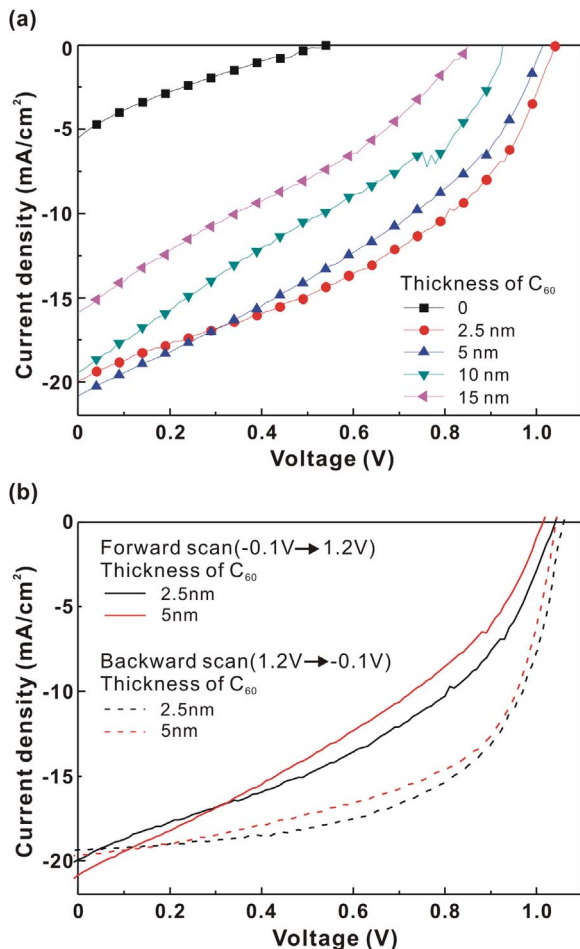 (a)
0
-5
-10
-15
-20
Current density (mA/cm²)
Thickness of C₆₀
0
2.5 nm
5 nm
10 nm
15 nm
0.0 0.2 0.4 0.6 0.8 1.0
Voltage (V)
(b)
0
-5
-10
-15
-20
Current density (mA/cm²)
Forward scan(-0.1V→1.2V)
Thickness of C₆₀
2.5nm
5nm
Backward scan(1.2V→-0.1V)
Thickness of C₆₀
2.5nm
5nm
0.0 0.2 0.4 0.6 0.8 1.0
Voltage (V)